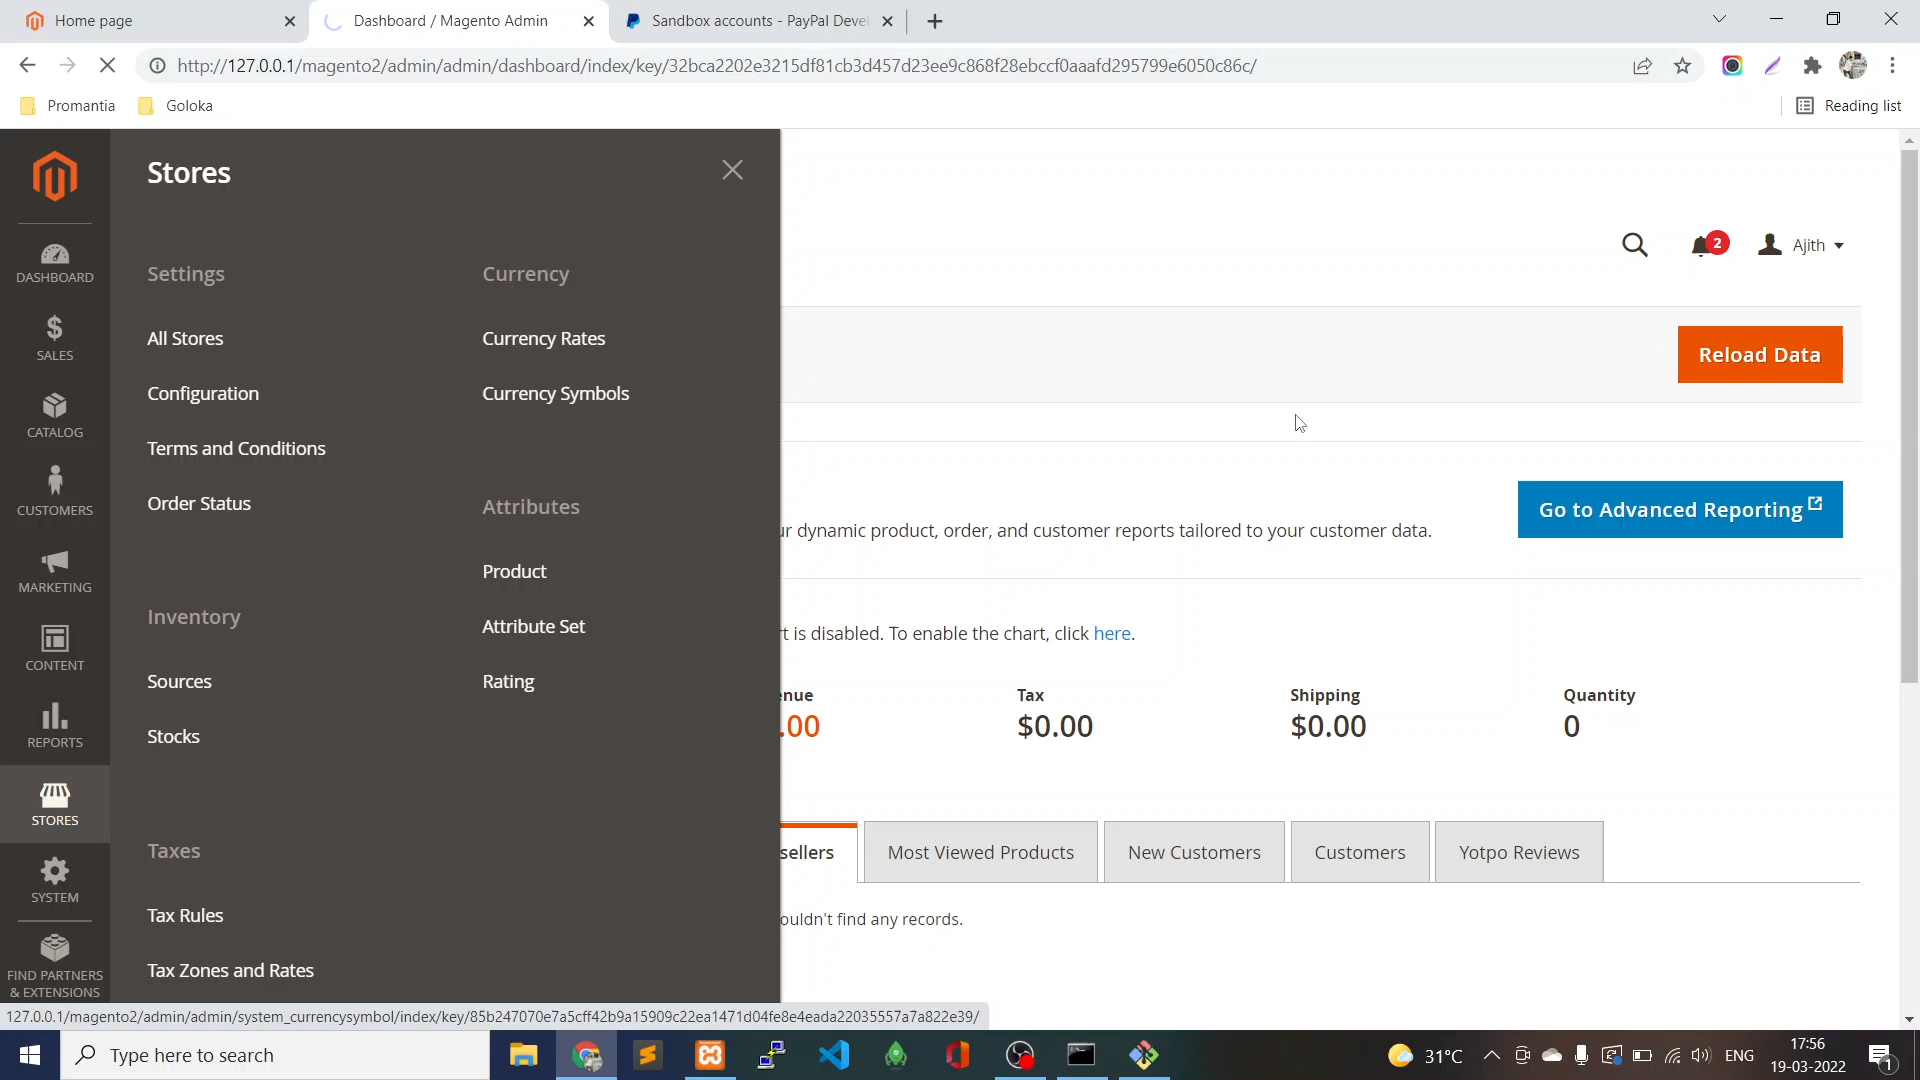 Home page
Dashboard / Magento Admin
Sandbox accounts - PayPal Devel
http://127.0.0.1/magento2/admin/admin/dashboard/index/key/32bca2202e3215df81cb3d457d23ee9c868f28ebccf0aaafd295799e6050c86c/
Promantia
Goloka
Reading list
DASHBOARD
SALES
CATALOG
CUSTOMERS
MARKETING
CONTENT
REPORTS
STORES
SYSTEM
FIND PARTNERS
& EXTENSIONS
Stores
Settings
All Stores
Configuration
Terms and Conditions
Order Status
Inventory
Sources
Stocks
Taxes
Tax Rules
Tax Zones and Rates
Currency
Currency Rates
Currency Symbols
Attributes
Product
Attribute Set
Rating
2
Ajith
Reload Data
ur dynamic product, order, and customer reports tailored to your customer data.
Go to Advanced Reporting
rt is disabled. To enable the chart, click here.
enue
.00
Tax
$0.00
Shipping
$0.00
Quantity
0
sellers
Most Viewed Products
New Customers
Customers
Yotpo Reviews
ouldn't find any records.
127.0.0.1/magento2/admin/admin/system_currencysymbol/index/key/85b247070e7a5cff42b9a15909c22ea1471d04fe8e4eada22035557a7a822e39/
Type here to search
31°C
ENG
17:56
19-03-2022
1